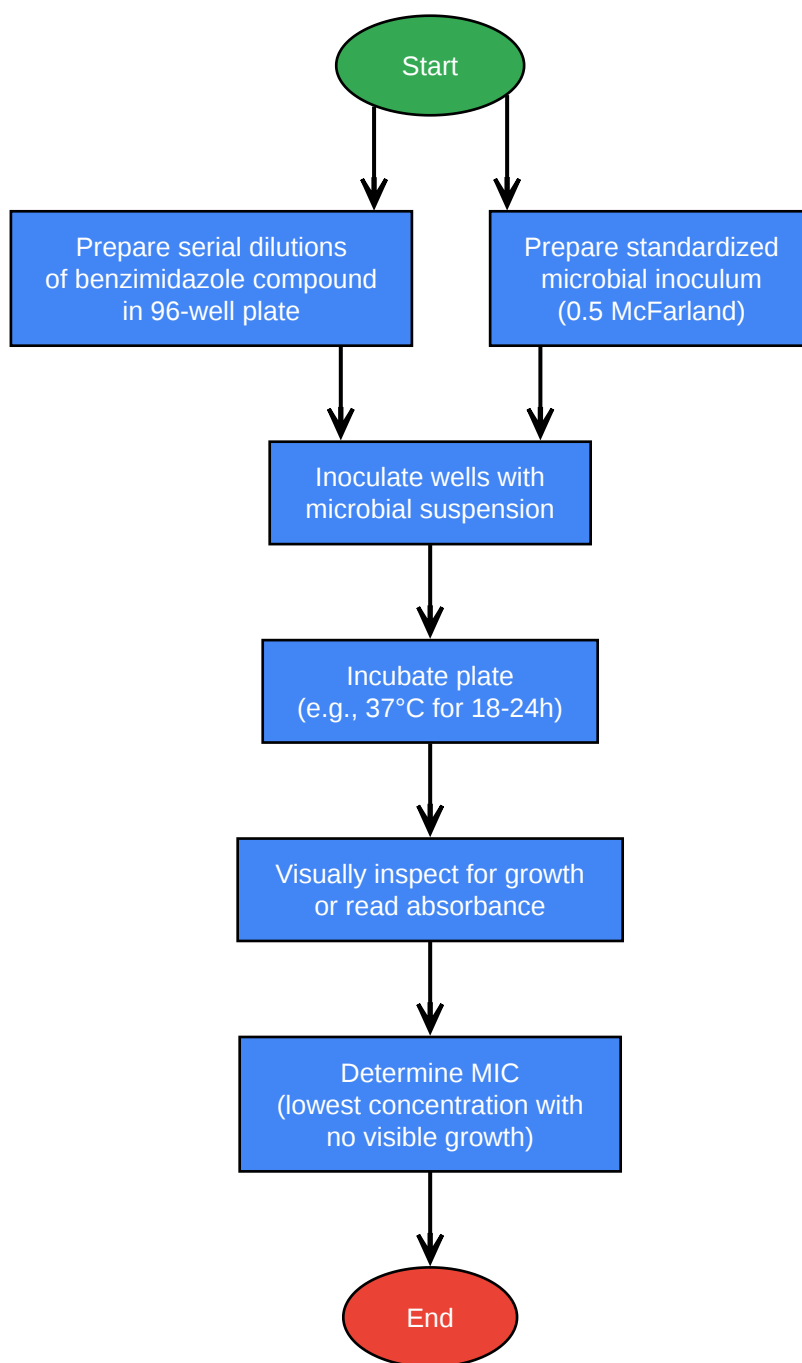 Start
Prepare serial dilutions
of benzimidazole compound
in 96-well plate
Prepare standardized
microbial inoculum
(0.5 McFarland)
Inoculate wells with
microbial suspension
Incubate plate
(e.g., 37°C for 18-24h)
Visually inspect for growth
or read absorbance
Determine MIC
(lowest concentration with
no visible growth)
End